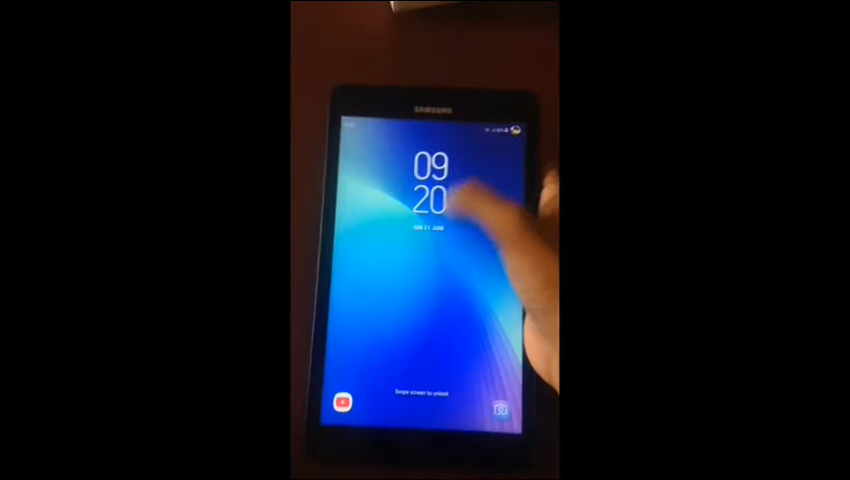 SAMSUNG
09
20
SUN 21 JUNE
Swipe screen to unlock